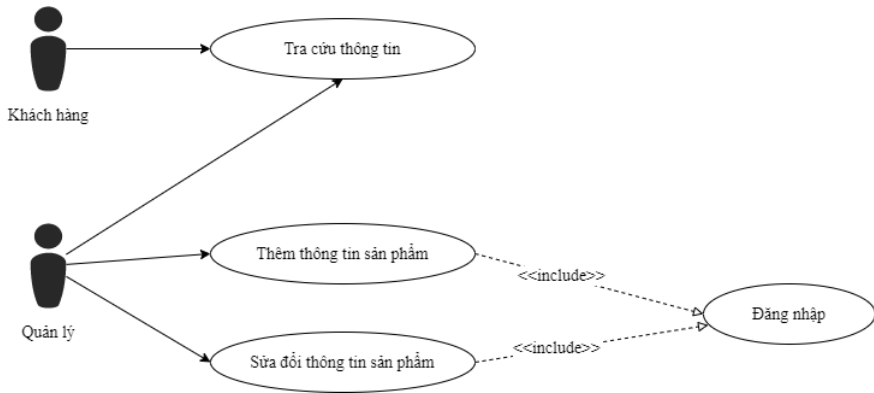 Tra cứu thông tin
Khách hàng
Thêm thông tin sản phẩm
<<include>>
Đăng nhập
Quản lý
<<include>>
Sửa đổi thông tin sản phẩm